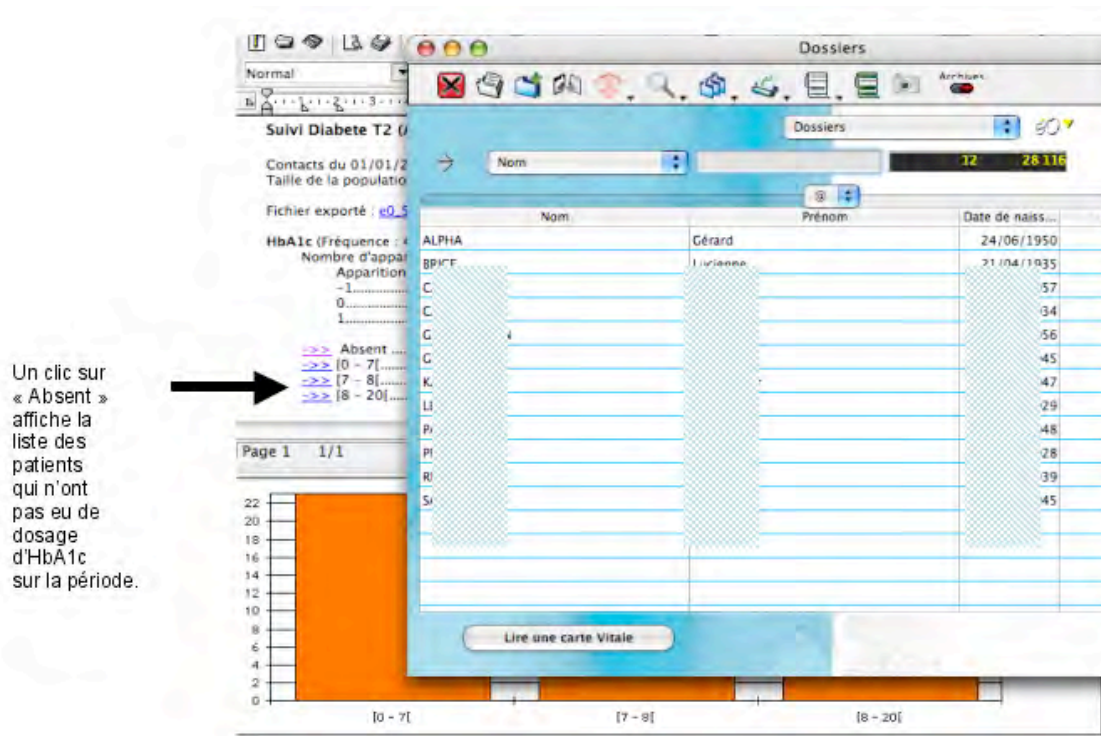 Dossiers
Archives
Normal
Dossiers
Suivi Diabete T2
Contacts du 01/01/2
Nom
12 28 116
Taille de la populatio
Fichier exporté :
@
Nom Prénom Date de naiss...
HbA1c (Fréquence :
ALPHA Gérard 24/06/1950
Nombre d'appar
BRICE Lucienne 21/04/1935
Apparition
-1
57
0
34
1
56
->> Absent
45
->> [0 - 7[
->> [7 - 8[
47
->> [8 - 20[
29
48
28
39
45
Un clic sur
« Absent »
affiche la
liste des
patients
qui n'ont
pas eu de
dosage
d'HbA1c
sur la période.
Page 1 1/1
22
20
18
16
14
12
10
8
6
4
2
0
[0 - 7[ [7 - 8[ [8 - 20[
Lire une carte Vitale